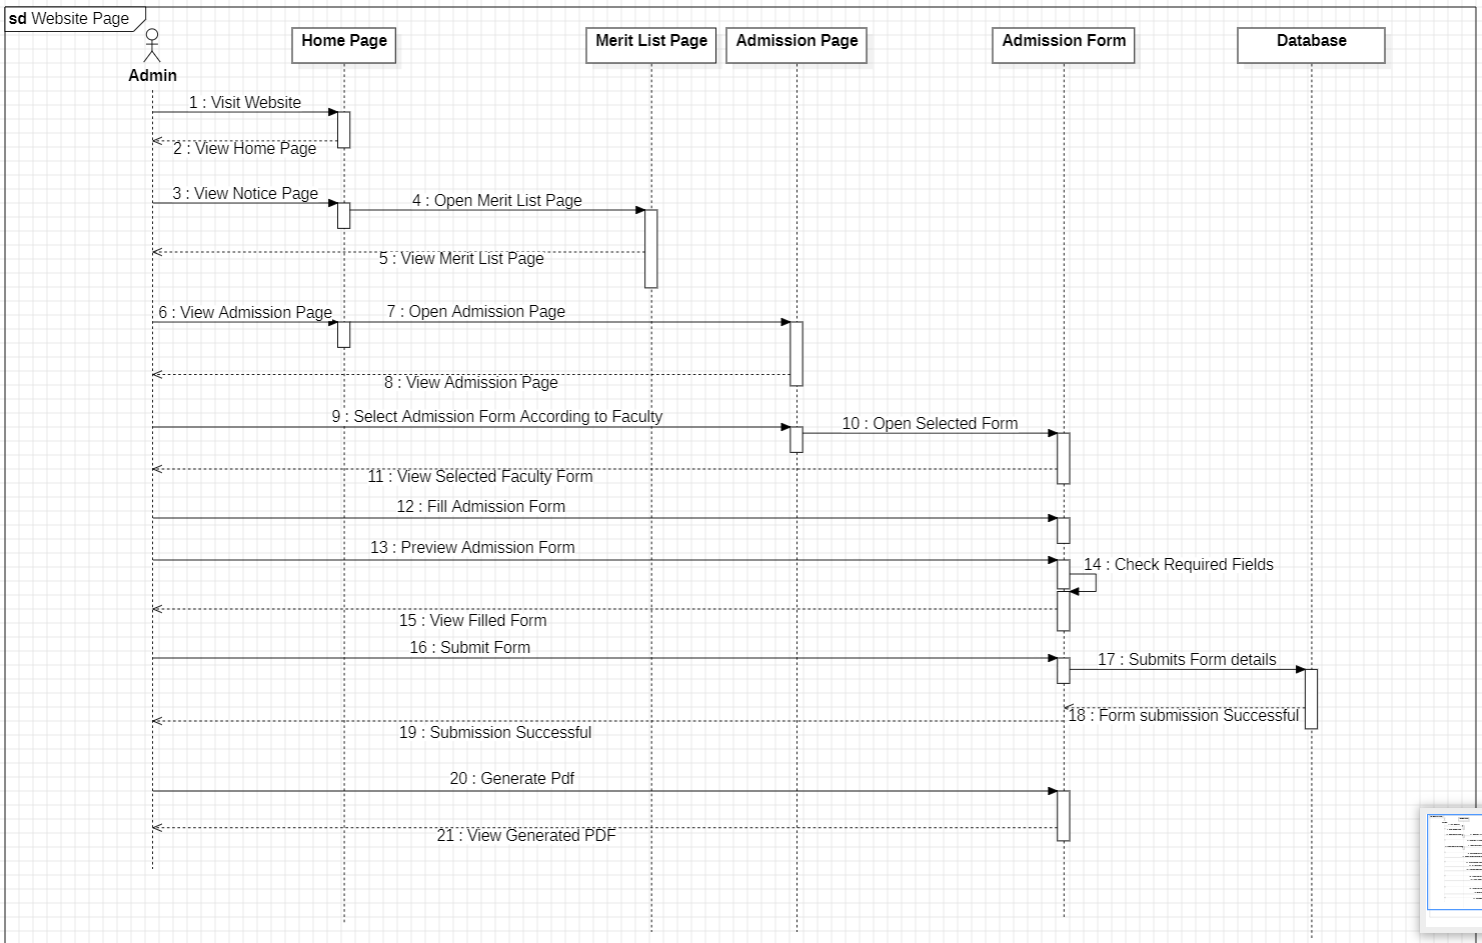 sd Website Page
Home Page
Merit List Page
Admission Page
Admission Form
Database
Admin
1 : Visit Website
2 : View Home Page
3 : View Notice Page
4 : Open Merit List Page
5 : View Merit List Page
6 : View Admission Page
7 : Open Admission Page
8 : View Admission Page
9 : Select Admission Form According to Faculty
10 : Open Selected Form
11 : View Selected Faculty Form
12 : Fill Admission Form
13 : Preview Admission Form
14 : Check Required Fields
15 : View Filled Form
16 : Submit Form
17 : Submits Form details
18 : Form submission Successful
19 : Submission Successful
20 : Generate Pdf
21 : View Generated PDF